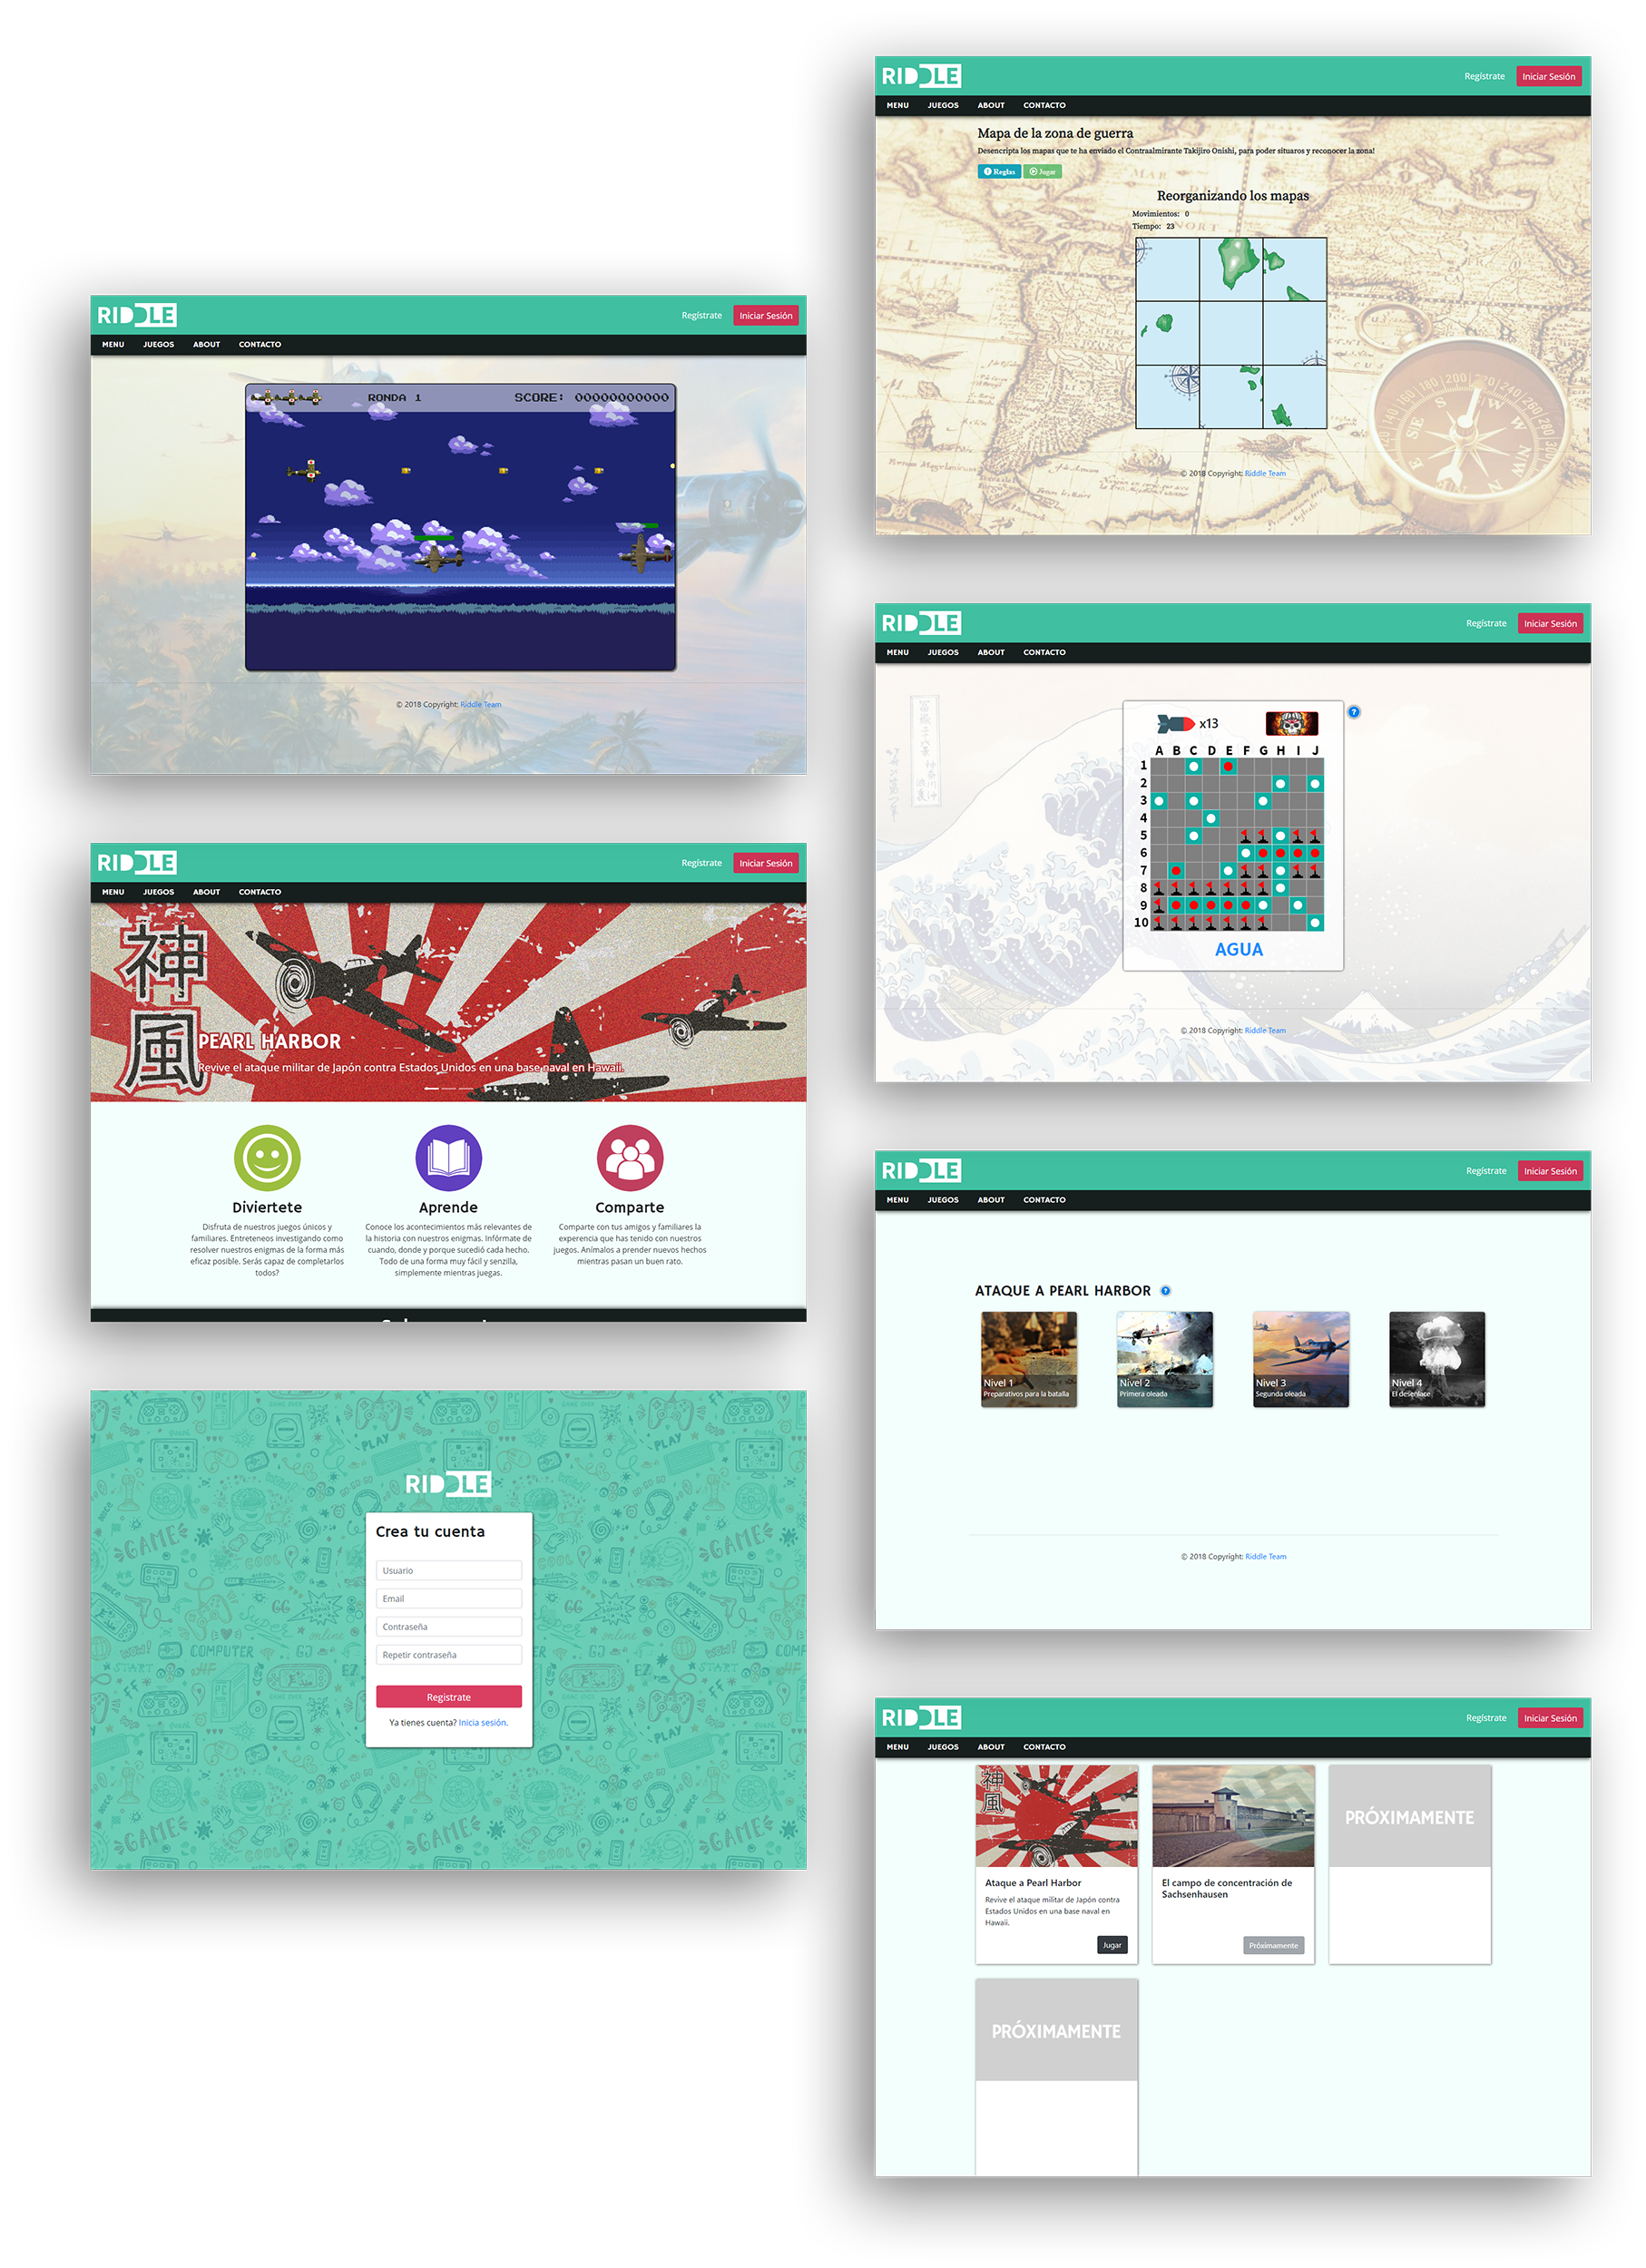 RIDDLE
Regístrate
Iniciar Sesión
MENU
JUEGOS
ABOUT
CONTACTO
RONDA 1
SCORE: 00000000000
© 2018 Copyright: Riddle Team
RIDDLE
Regístrate
Iniciar Sesión
MENU
JUEGOS
ABOUT
CONTACTO
神
風
PEARL HARBOR
Revive el ataque militar de Japón contra Estados Unidos en una base naval en Hawaii.
Diviertete
Disfruta de nuestros juegos únicos y
familiares. Entreteneos investigando como
resolver nuestros enigmas de la forma más
eficaz posible. Serás capaz de completarlos
todos?
Aprende
Conoce los acontecimientos más relevantes de
la historia con nuestros enigmas. Infórmate de
cuando, donde y porque sucedió cada hecho.
Todo de una forma muy fácil y senzilla,
simplemente mientras juegas.
Comparte
Comparte con tus amigos y familiares la
experencia que has tenido con nuestros
juegos. Anímalos a prender nuevos hechos
mientras pasan un buen rato.
RIDDLE
Crea tu cuenta
Usuario
Email
Contraseña
Repetir contraseña
Registrate
Ya tienes cuenta? Inicia sesión.
RIDDLE
Regístrate
Iniciar Sesión
MENU
JUEGOS
ABOUT
CONTACTO
Mapa de la zona de guerra
Desencripta los mapas que te ha enviado el Contraalmirante Takijiro Onishi, para poder situaros y reconocer la zona!
Reglas
Jugar
Reorganizando los mapas
Movimientos: 0
Tiempo: 23
© 2018 Copyright: Riddle Team
RIDDLE
Regístrate
Iniciar Sesión
MENU
JUEGOS
ABOUT
CONTACTO
x13
?
A B C D E F G H I J
1
2
3
4
5
6
7
8
9
10
AGUA
© 2018 Copyright: Riddle Team
RIDDLE
Regístrate
Iniciar Sesión
MENU
JUEGOS
ABOUT
CONTACTO
ATAQUE A PEARL HARBOR ?
Nivel 1
Preparativos para la batalla
Nivel 2
Primera oleada
Nivel 3
Segunda oleada
Nivel 4
El desenlace
© 2018 Copyright: Riddle Team
RIDDLE
Regístrate
Iniciar Sesión
MENU
JUEGOS
ABOUT
CONTACTO
神
風
Ataque a Pearl Harbor
Revive el ataque militar de Japón contra
Estados Unidos en una base naval en
Hawaii.
Jugar
El campo de concentración de
Sachsenhausen
Próximamente
PRÓXIMAMENTE
PRÓXIMAMENTE